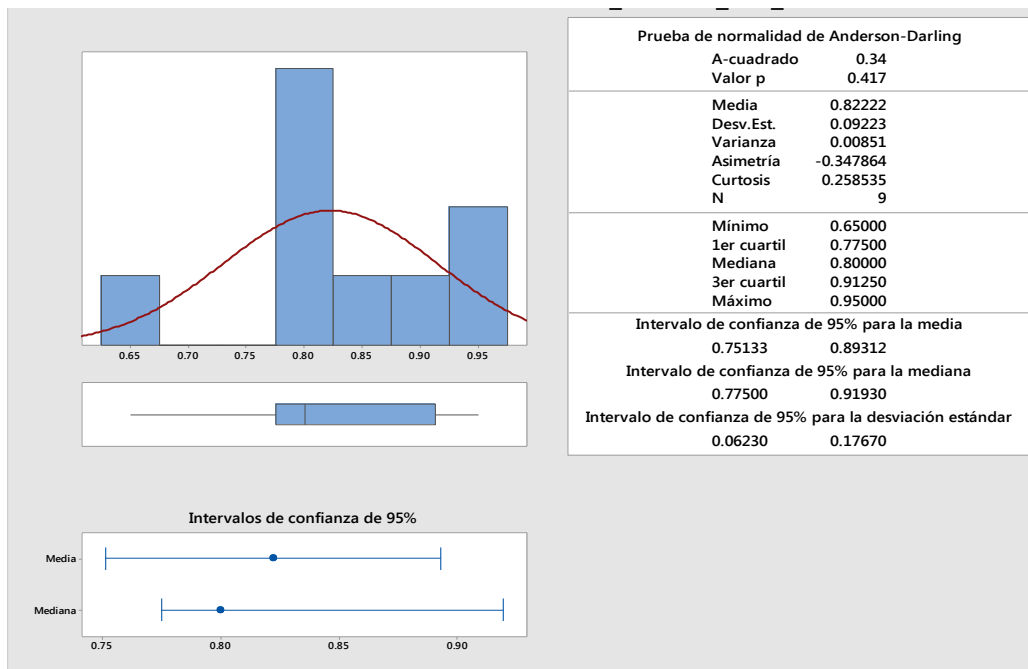 Prueba de normalidad de Anderson-Darling
A-cuadrado 0.34
Valor p 0.417
Media 0.82222
Desv.Est. 0.09223
Varianza 0.00851
Asimetría -0.347864
Curtosis 0.258535
N 9
Mínimo 0.65000
1er cuartil 0.77500
Mediana 0.80000
3er cuartil 0.91250
Máximo 0.95000
Intervalo de confianza de 95% para la media
0.75133 0.89312
Intervalo de confianza de 95% para la mediana
0.77500 0.91930
Intervalo de confianza de 95% para la desviación estándar
0.06230 0.17670
0.65 0.70 0.75 0.80 0.85 0.90 0.95
Intervalos de confianza de 95%
Media
Mediana
0.75 0.80 0.85 0.90